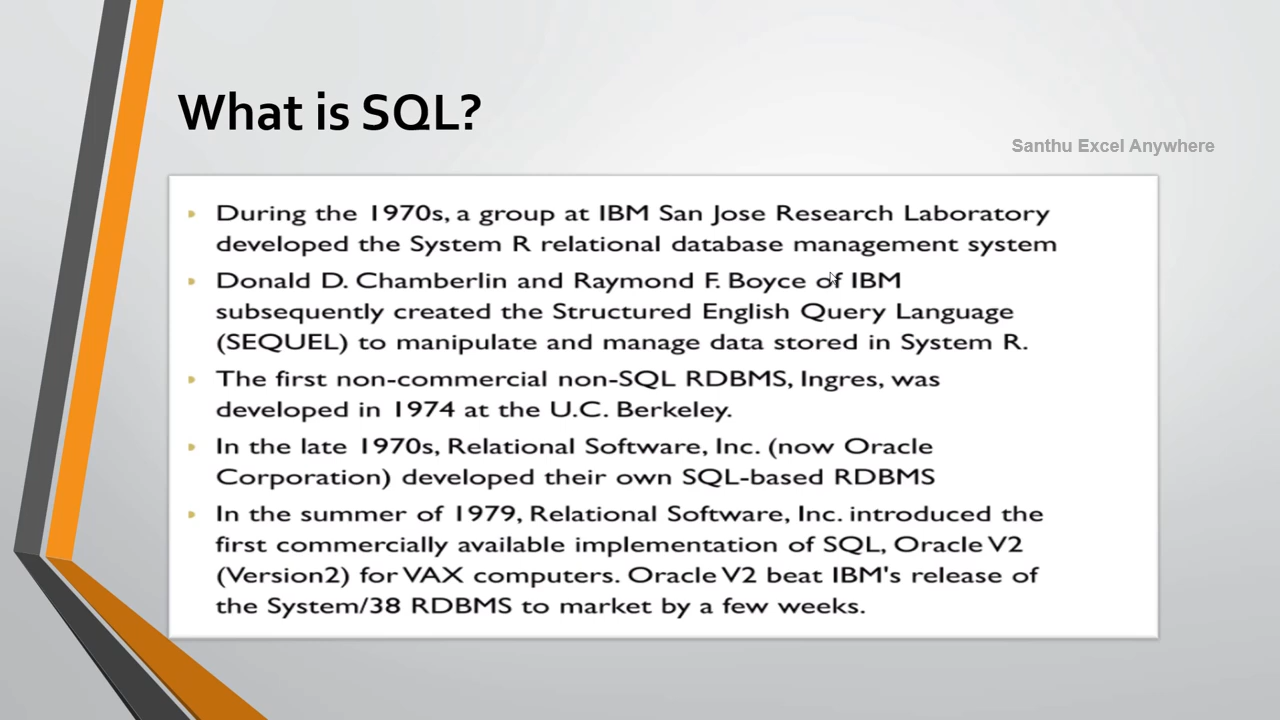 What is SQL?
Santhu Excel Anywhere
During the 1970s, a group at IBM San Jose Research Laboratory
developed the System R relational database management system
Donald D. Chamberlin and Raymond F. Boyce of IBM
subsequently created the Structured English Query Language
(SEQUEL) to manipulate and manage data stored in System R.
The first non-commercial non-SQL RDBMS, Ingres, was
developed in 1974 at the U.C. Berkeley.
In the late 1970s, Relational Software, Inc. (now Oracle
Corporation) developed their own SQL-based RDBMS
In the summer of 1979, Relational Software, Inc. introduced the
first commercially available implementation of SQL, Oracle V2
(Version2) for VAX computers. Oracle V2 beat IBM's release of
the System/38 RDBMS to market by a few weeks.